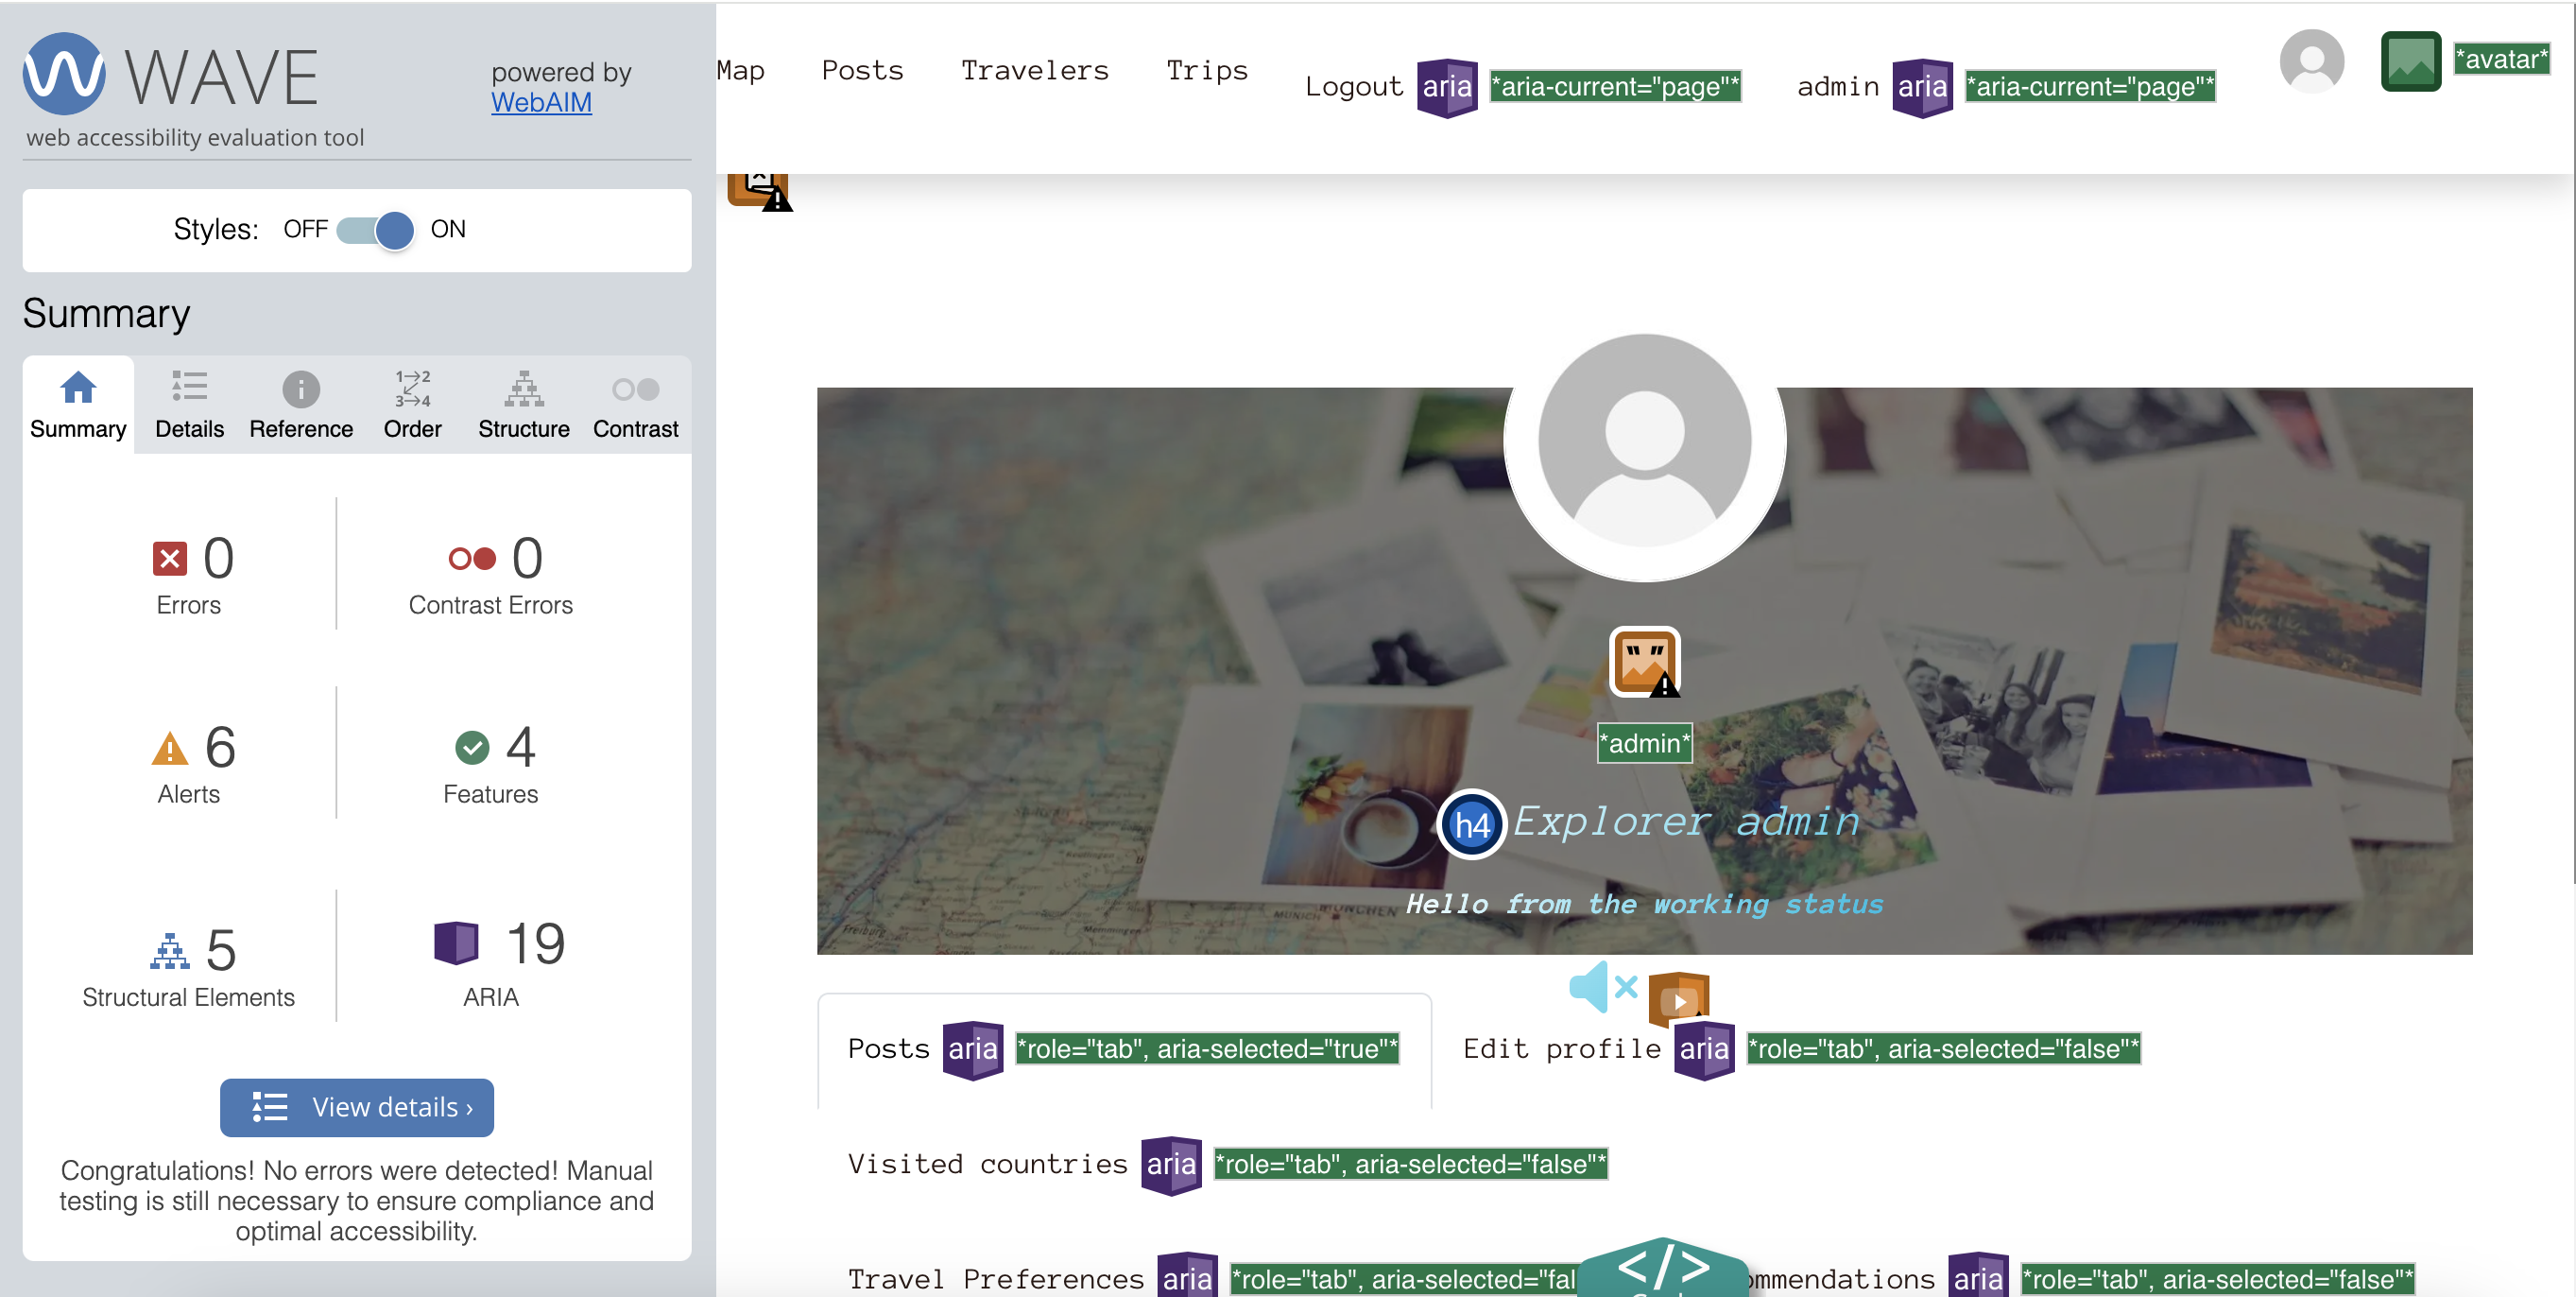 WAVE
powered by
WebAIM
web accessibility evaluation tool
Styles: OFF ON
Summary
Summary Details Reference Order Structure Contrast
0
Errors
0
Contrast Errors
6
Alerts
4
Features
5
Structural Elements
19
ARIA
View details ›
Congratulations! No errors were detected! Manual
testing is still necessary to ensure compliance and
optimal accessibility.
Map Posts Travelers Trips Logout aria *aria-current="page"* admin aria *aria-current="page"* *avatar*
*admin*
h4 Explorer admin
Hello from the working status
MUNICH MÜNCHEN
Freiburg
Posts aria *role="tab", aria-selected="true"* Edit profile aria *role="tab", aria-selected="false"*
Visited countries aria *role="tab", aria-selected="false"*
Travel Preferences aria *role="tab", aria-selected="fal </> ommendations aria *role="tab", aria-selected="false"*